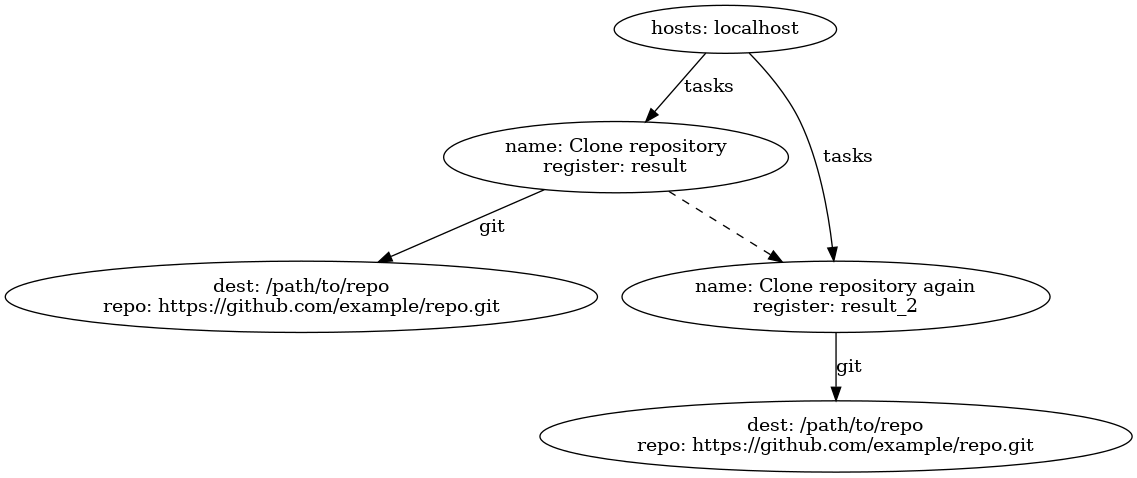 hosts: localhost
tasks
name: Clone repository
register: result
tasks
git
dest: /path/to/repo
repo: https://github.com/example/repo.git
name: Clone repository again
register: result_2
git
dest: /path/to/repo
repo: https://github.com/example/repo.git